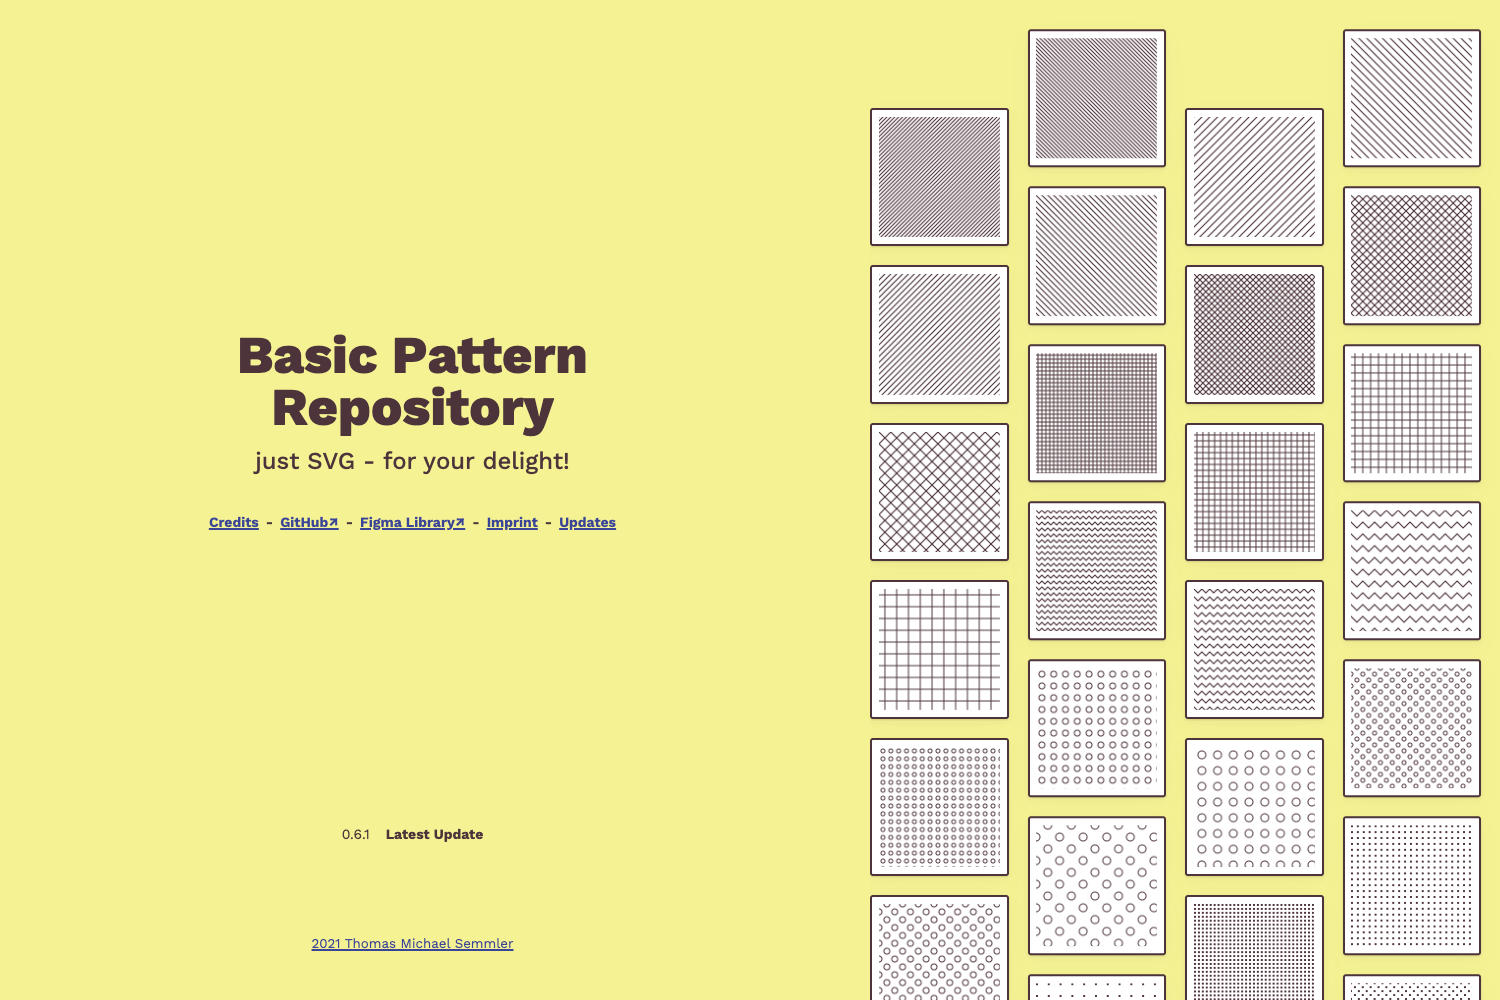 Basic Pattern
Repository
just SVG - for your delight!
Credits - GitHub↗ - Figma Library↗ - Imprint - Updates
0.6.1 Latest Update
2021 Thomas Michael Semmler